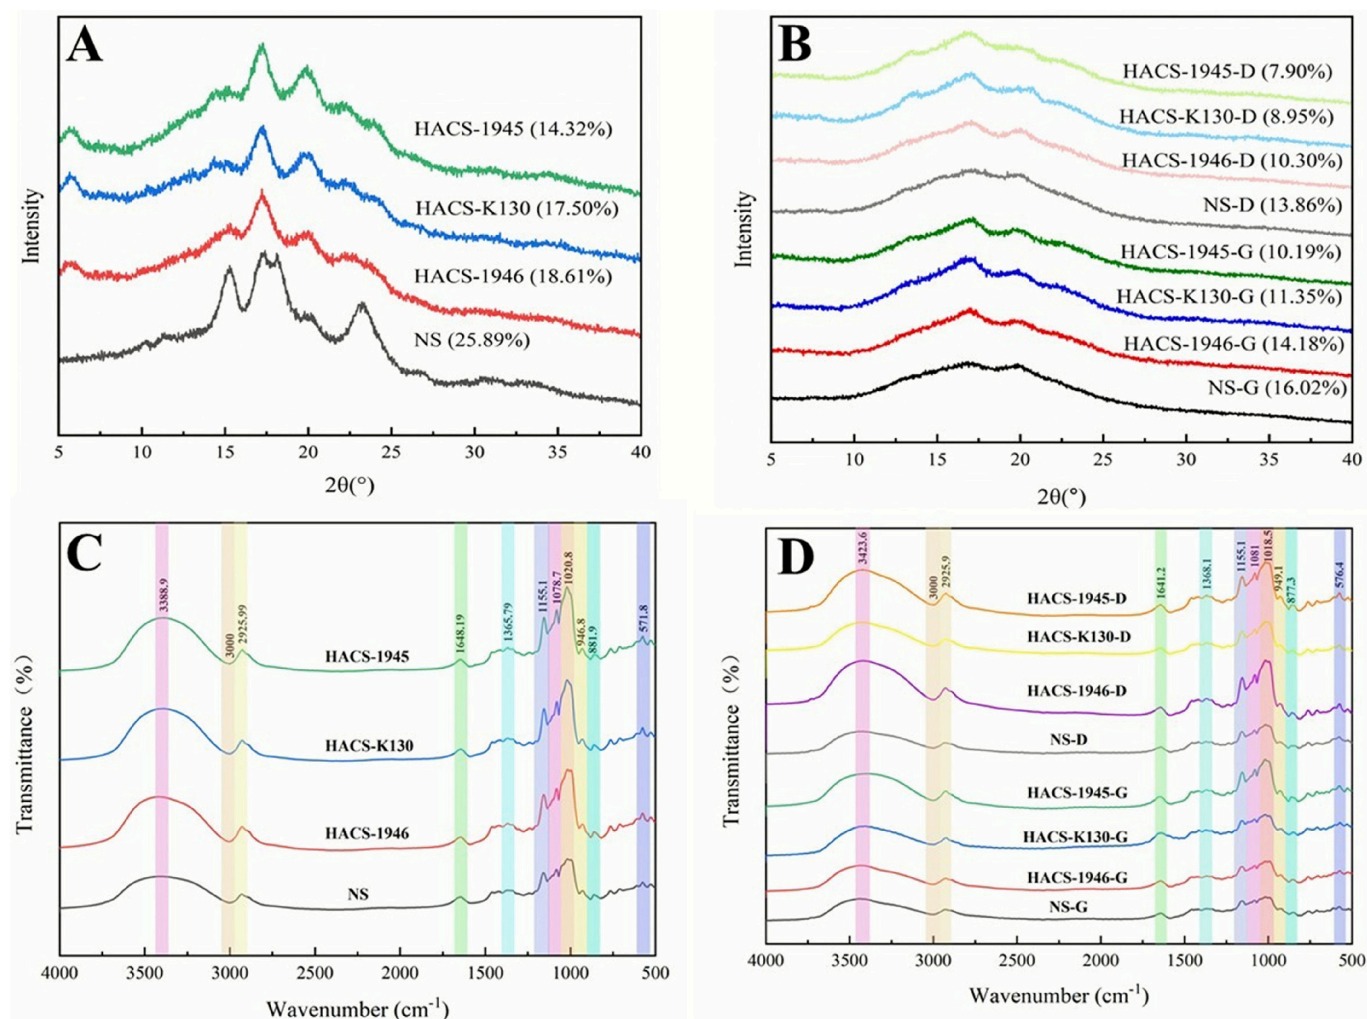 A
HACS-1945 (14.32%)
HACS-K130 (17.50%)
HACS-1946 (18.61%)
NS (25.89%)
Intensity
5 10 15 20 25 30 35 40
2θ(°)
B
HACS-1945-D (7.90%)
HACS-K130-D (8.95%)
HACS-1946-D (10.30%)
NS-D (13.86%)
HACS-1945-G (10.19%)
HACS-K130-G (11.35%)
HACS-1946-G (14.18%)
NS-G (16.02%)
Intensity
5 10 15 20 25 30 35 40
2θ(°)
C
3388.9
3000
2925.99
1648.19
1365.79
1155.1
1078.7
1020.8
946.8
881.9
571.8
HACS-1945
HACS-K130
HACS-1946
NS
Transmittance (%)
4000 3500 3000 2500 2000 1500 1000 500
Wavenumber (cm⁻¹)
D
3423.6
3000
2925.9
1641.2
1368.1
1155.1
1081
1018.5
949.1
877.3
576.4
HACS-1945-D
HACS-K130-D
HACS-1946-D
NS-D
HACS-1945-G
HACS-K130-G
HACS-1946-G
NS-G
Transmittance (%)
4000 3500 3000 2500 2000 1500 1000 500
Wavenumber (cm⁻¹)